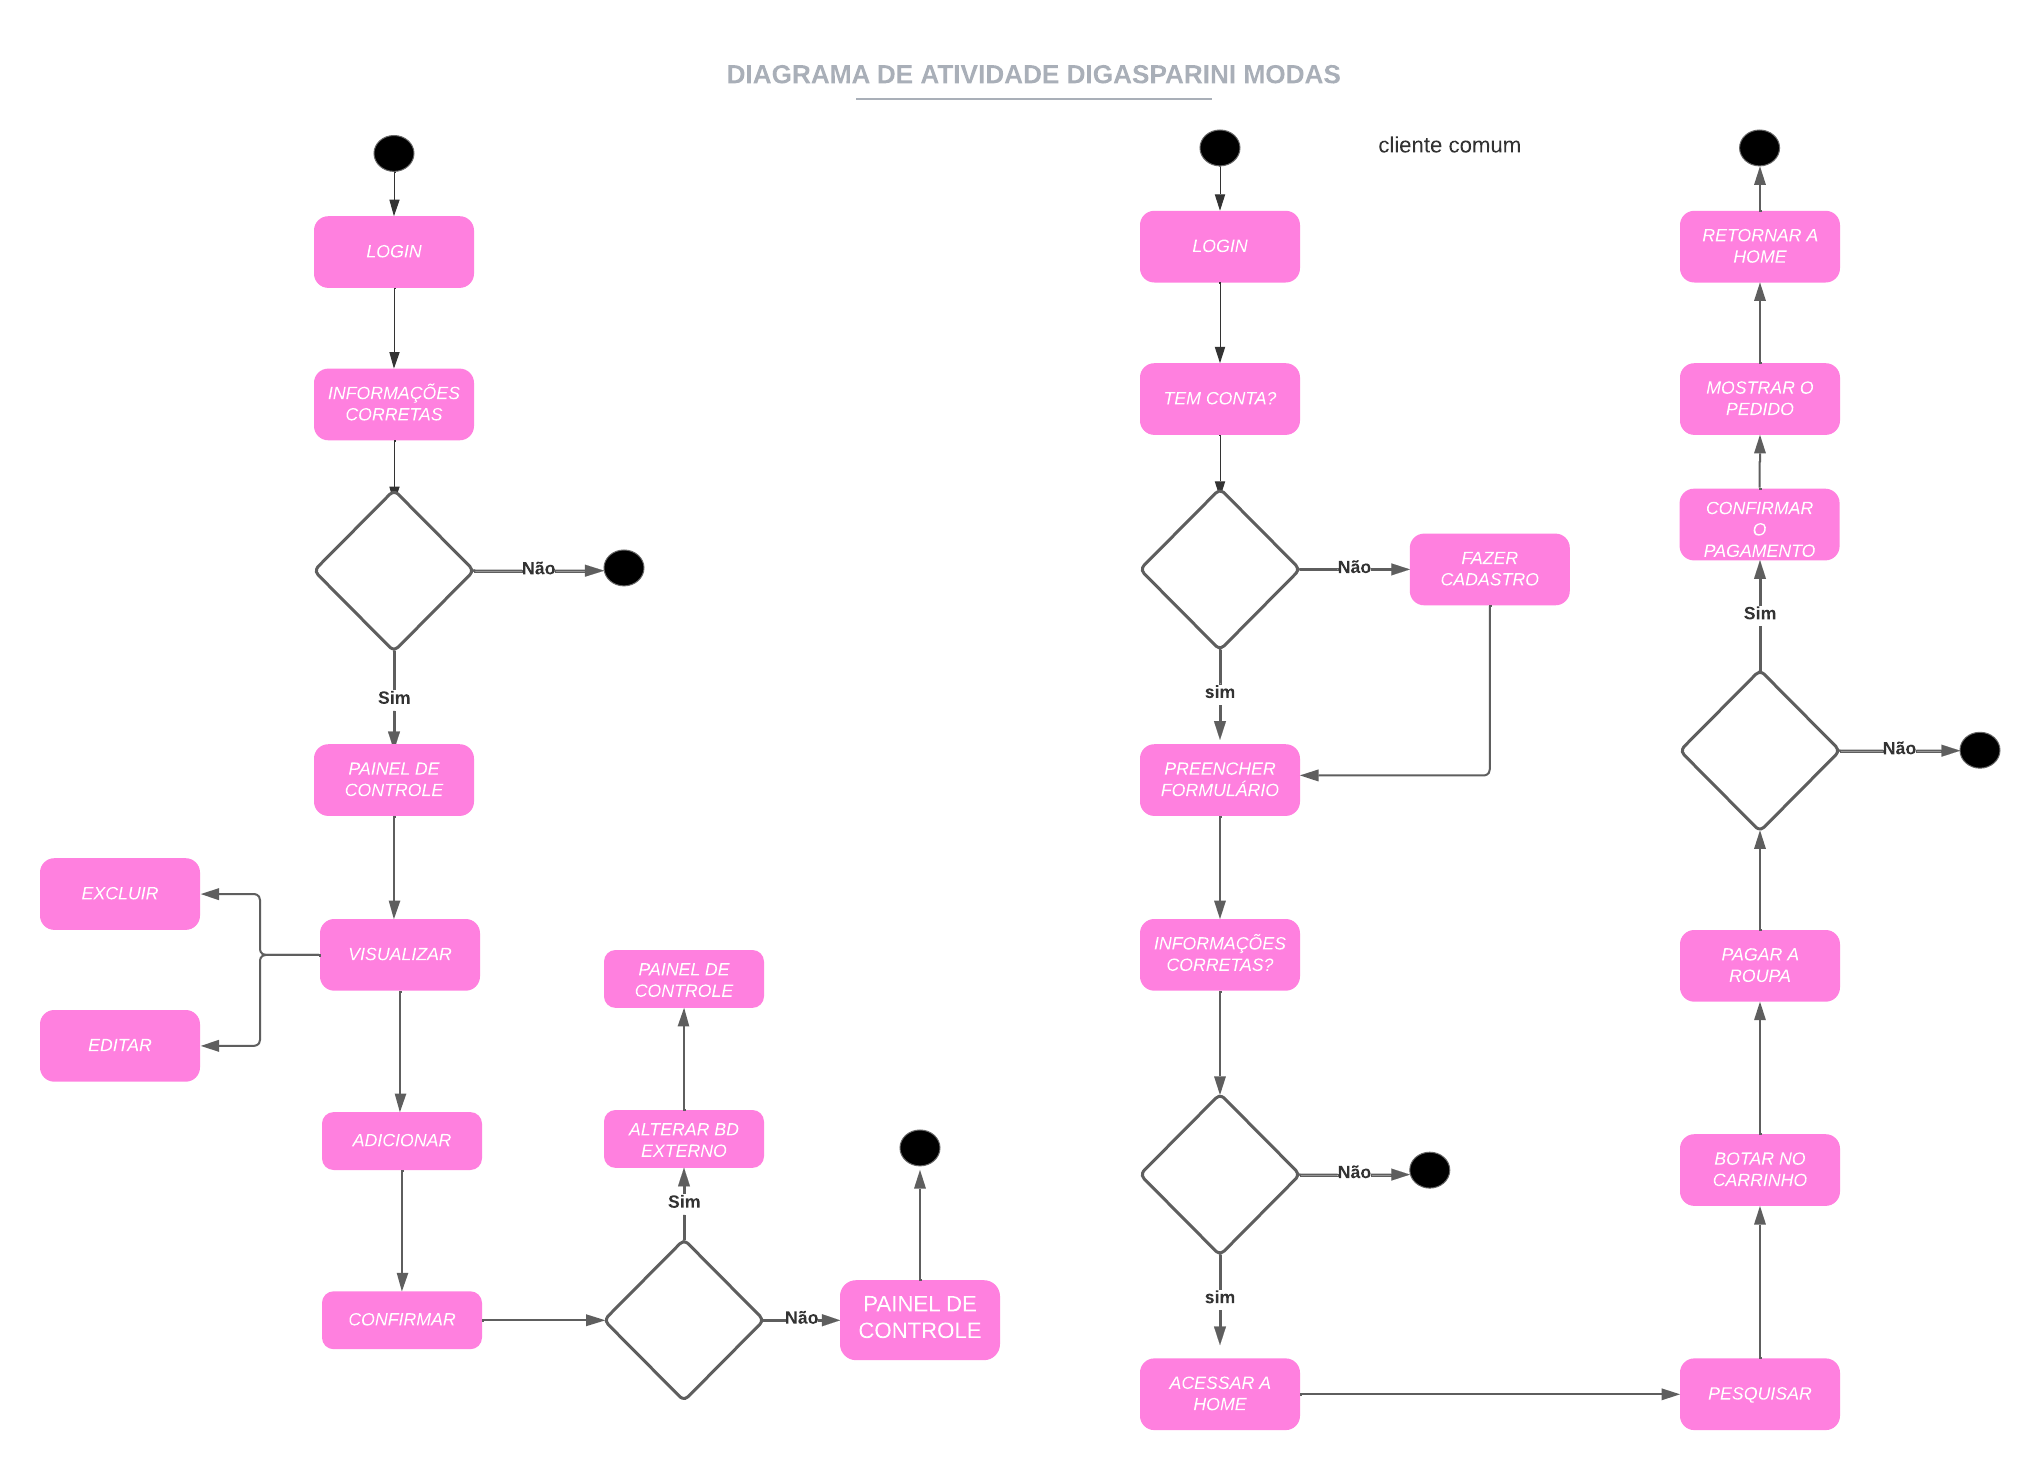 DIAGRAMA DE ATIVIDADE DIGASPARINI MODAS
LOGIN
INFORMAÇÕES
CORRETAS
Não
Sim
PAINEL DE
CONTROLE
EXCLUIR
VISUALIZAR
EDITAR
ADICIONAR
CONFIRMAR
PAINEL DE
CONTROLE
ALTERAR BD
EXTERNO
Sim
Não
PAINEL DE
CONTROLE
cliente comum
LOGIN
TEM CONTA?
Não
FAZER
CADASTRO
sim
PREENCHER
FORMULÁRIO
INFORMAÇÕES
CORRETAS?
Não
sim
ACESSAR A
HOME
RETORNAR A
HOME
MOSTRAR O
PEDIDO
CONFIRMAR
O
PAGAMENTO
Sim
Não
PAGAR A
ROUPA
BOTAR NO
CARRINHO
PESQUISAR